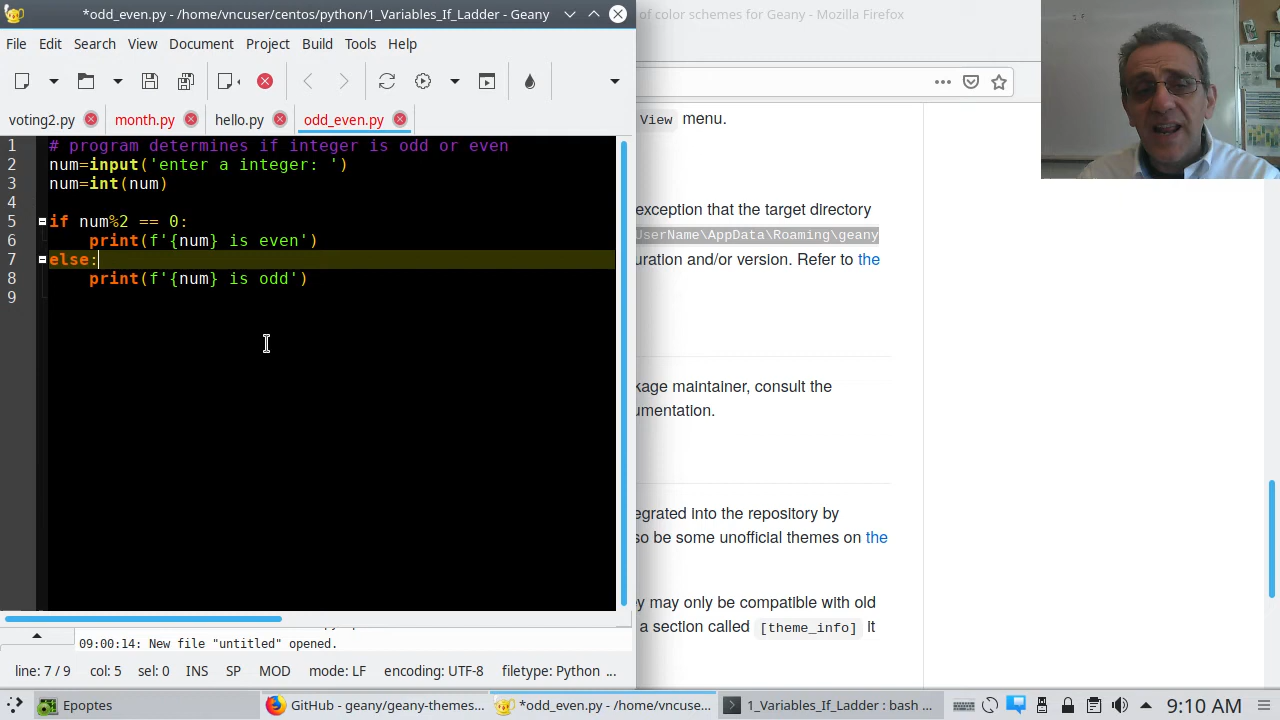 *odd_even.py - /home/vncuser/centos/python/1_Variables_If_Ladder - Geany
of color schemes for Geany - Mozilla Firefox
File Edit Search View Document Project Build Tools Help
voting2.py month.py hello.py odd_even.py
1 # program determines if integer is odd or even
2 num=input('enter a integer: ')
3 num=int(num)
4
5 if num%2 == 0:
6 print(f'{num} is even')
7 else:
8 print(f'{num} is odd')
9
View menu.
exception that the target directory
UserName\AppData\Roaming\geany
uration and/or version. Refer to the
kage maintainer, consult the
umentation.
egrated into the repository by
so be some unofficial themes on the
ey may only be compatible with old
a section called [theme_info] It
09:00:14: New file "untitled" opened.
line: 7 / 9 col: 5 sel: 0 INS SP MOD mode: LF encoding: UTF-8 filetype: Python ...
Epoptes
GitHub - geany/geany-themes...
*odd_even.py - /home/vncuse...
1_Variables_If_Ladder : bash ...
9:10 AM